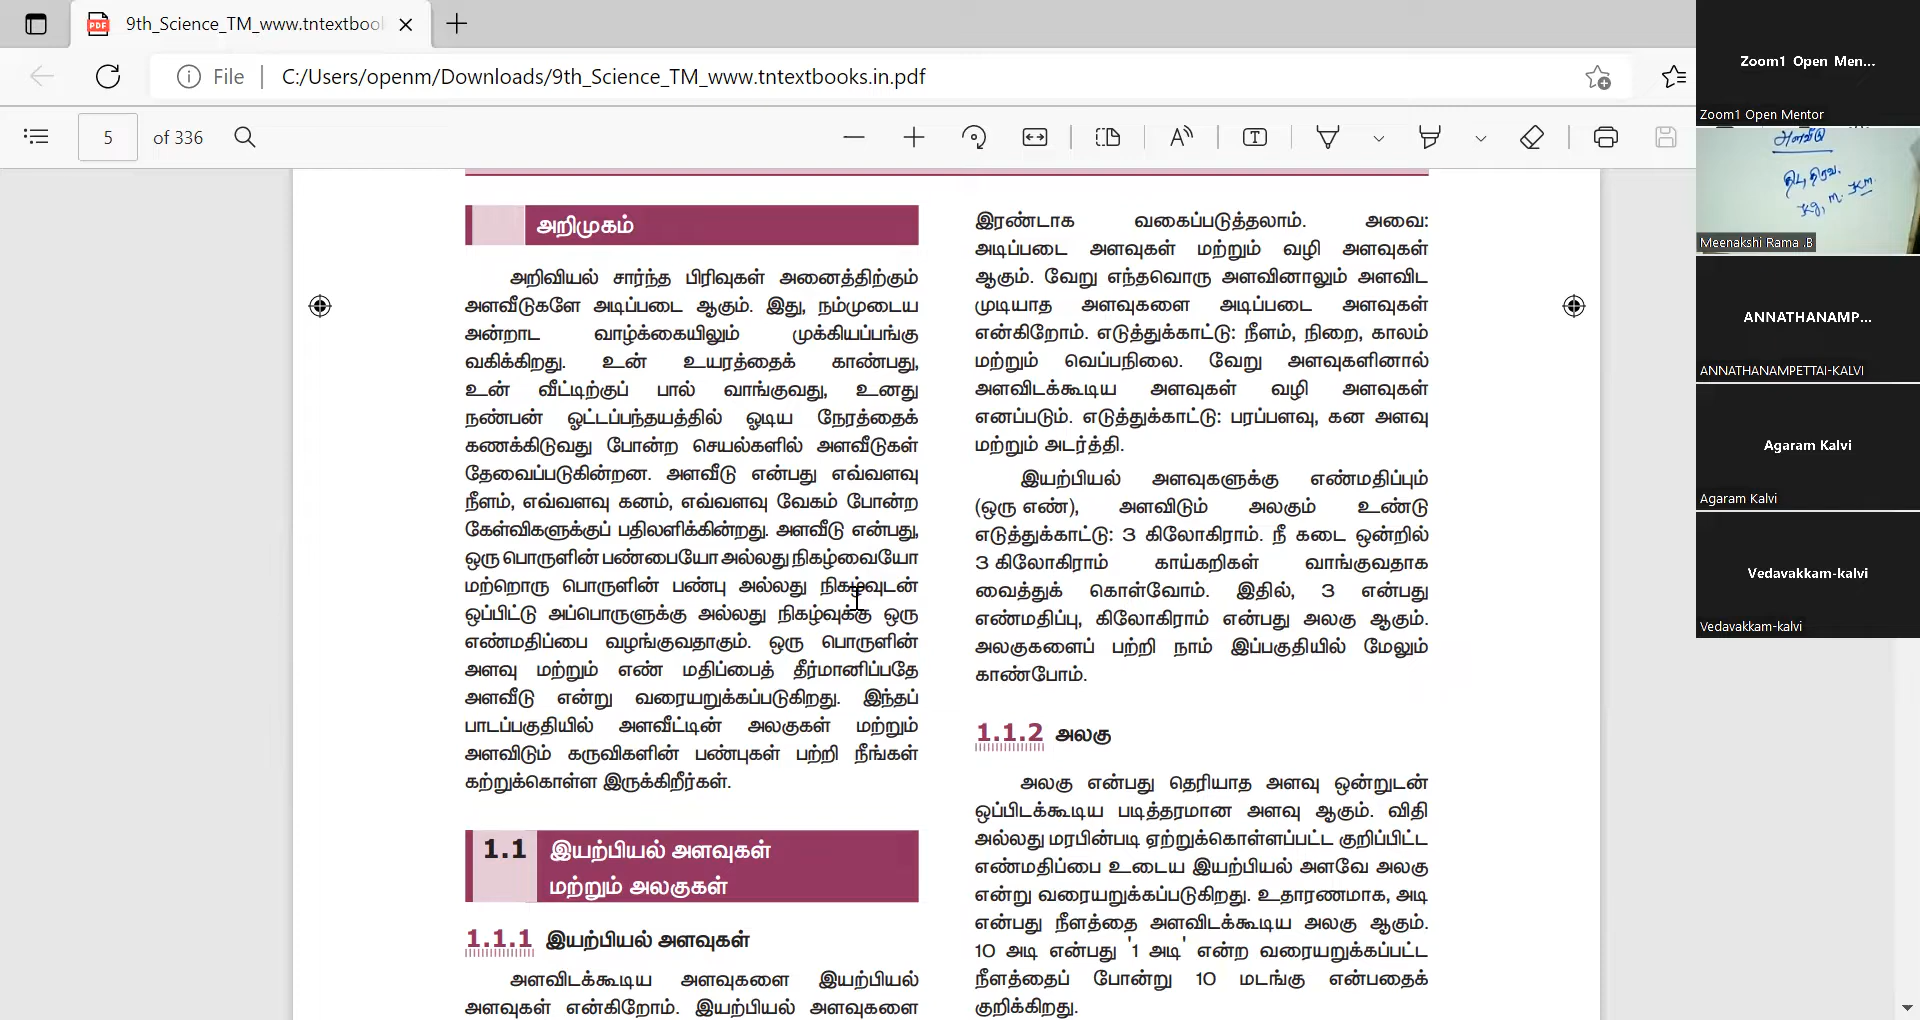 9th_Science_TM_www.tntextboo
File
C:/Users/openm/Downloads/9th_Science_TM_www.tntextbooks.in.pdf
5 of 336
அறிமுகம்
அறிவியல் சார்ந்த பிரிவுகள் அனைத்திற்கும்
அளவீடுகளே அடிப்படை ஆகும். இது, நம்முடைய
அன்றாட வாழ்க்கையிலும் முக்கியப்பங்கு
வகிக்கிறது. உன் உயரத்தைக் காண்பது,
உன் வீட்டிற்குப் பால் வாங்குவது, உனது
நண்பன் ஓட்டப்பந்தயத்தில் ஓடிய நேரத்தைக்
கணக்கிடுவது போன்ற செயல்களில் அளவீடுகள்
தேவைப்படுகின்றன. அளவீடு என்பது எவ்வளவு
நீளம், எவ்வளவு கனம், எவ்வளவு வேகம் போன்ற
கேள்விகளுக்குப் பதிலளிக்கின்றது. அளவீடு என்பது,
ஒரு பொருளின் பண்பையோ அல்லது நிகழ்வையோ
மற்றொரு பொருளின் பண்பு அல்லது நிகழ்வுடன்
ஒப்பிட்டு அப்பொருளுக்கு அல்லது நிகழ்வுக்கு ஒரு
எண்மதிப்பை வழங்குவதாகும். ஒரு பொருளின்
அளவு மற்றும் எண் மதிப்பைத் தீர்மானிப்பதே
அளவீடு என்று வரையறுக்கப்படுகிறது. இந்தப்
பாடப்பகுதியில் அளவீட்டின் அலகுகள் மற்றும்
அளவிடும் கருவிகளின் பண்புகள் பற்றி நீங்கள்
கற்றுக்கொள்ள இருக்கிறீர்கள்.
1.1 இயற்பியல் அளவுகள்
மற்றும் அலகுகள்
1.1.1 இயற்பியல் அளவுகள்
அளவிடக்கூடிய அளவுகளை இயற்பியல்
அளவுகள் என்கிறோம். இயற்பியல் அளவுகளை
இரண்டாக வகைப்படுத்தலாம். அவை:
அடிப்படை அளவுகள் மற்றும் வழி அளவுகள்
ஆகும். வேறு எந்தவொரு அளவினாலும் அளவிட
முடியாத அளவுகளை அடிப்படை அளவுகள்
என்கிறோம். எடுத்துக்காட்டு: நீளம், நிறை, காலம்
மற்றும் வெப்பநிலை. வேறு அளவுகளினால்
அளவிடக்கூடிய அளவுகள் வழி அளவுகள்
எனப்படும். எடுத்துக்காட்டு: பரப்பளவு, கன அளவு
மற்றும் அடர்த்தி.
இயற்பியல் அளவுகளுக்கு எண்மதிப்பும்
(ஒரு எண்), அளவிடும் அலகும் உண்டு
எடுத்துக்காட்டு: 3 கிலோகிராம். நீ கடை ஒன்றில்
3 கிலோகிராம் காய்கறிகள் வாங்குவதாக
வைத்துக் கொள்வோம். இதில், 3 என்பது
எண்மதிப்பு, கிலோகிராம் என்பது அலகு ஆகும்.
அலகுகளைப் பற்றி நாம் இப்பகுதியில் மேலும்
காண்போம்.
1.1.2 அலகு
அலகு என்பது தெரியாத அளவு ஒன்றுடன்
ஒப்பிடக்கூடிய படித்தரமான அளவு ஆகும். விதி
அல்லது மரபின்படி ஏற்றுக்கொள்ளப்பட்ட குறிப்பிட்ட
எண்மதிப்பை உடைய இயற்பியல் அளவே அலகு
என்று வரையறுக்கப்படுகிறது. உதாரணமாக, அடி
என்பது நீளத்தை அளவிடக்கூடிய அலகு ஆகும்.
10 அடி என்பது '1 அடி' என்ற வரையறுக்கப்பட்ட
நீளத்தைப் போன்று 10 மடங்கு என்பதைக்
குறிக்கிறது.
Zoom1 Open Men...
Zoom1 Open Mentor
அளவீடு
Kg, m. Km.
Meenakshi Rama .B
ANNATHANAMP...
ANNATHANAMPETTAI-KALVI
Agaram Kalvi
Agaram Kalvi
Vedavakkam-kalvi
Vedavakkam-kalvi